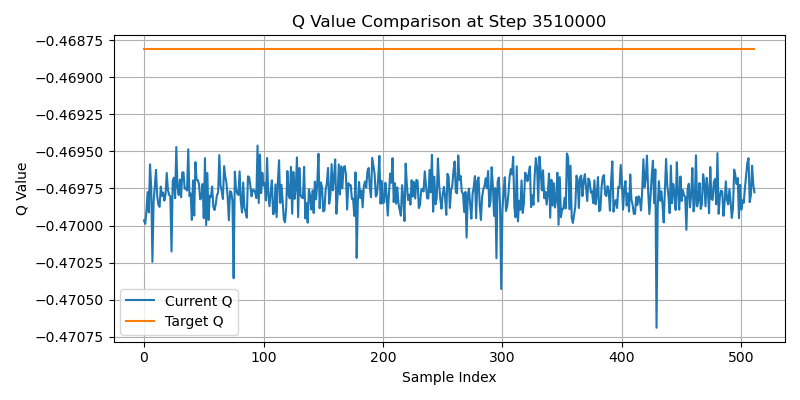 Q Value Comparison at Step 3510000
−0.46875
−0.46900
−0.46925
−0.46950
−0.46975
−0.47000
−0.47025
−0.47050
−0.47075
Q Value
Current Q
Target Q
0 100 200 300 400 500
Sample Index